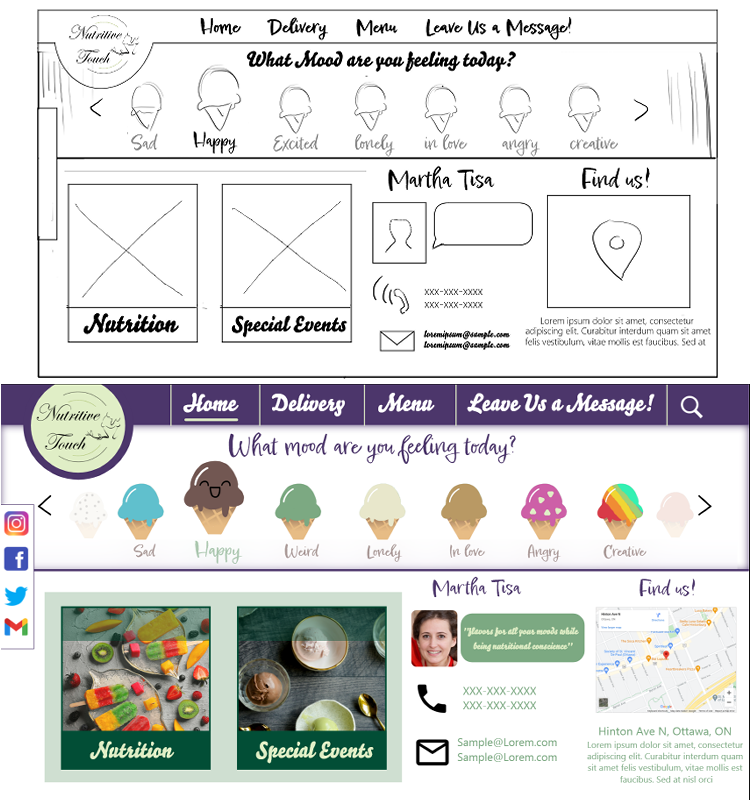 Nutritive
Touch
Home Delivery Menu Leave Us a Message!
What Mood are you feeling today?
Sad Happy Excited lonely in love angry creative
Martha Tisa Find us!
xxx-xxx-xxxx
xxx-xxx-xxxx
Nutrition Special Events
loremipsum@sample.com
loremipsum@sample.com
Lorem ipsum dolor sit amet, consectetur
adipiscing elit. Curabitur interdum sem at
felis vestibulum, vitae mollis est faucibus. Sed at
Nutritive
Touch
Home Delivery Menu Leave Us a Message!
What mood are you feeling today?
Sad Happy Weird Lonely In love Angry Creative
Martha Tisa Find us!
"Flavors for all your moods while
being nutritional conscience"
Hinton Ave N
XXX-XXX-XXXX
XXX-XXX-XXXX
Nutrition Special Events
Sample@Lorem.com
Sample@Lorem.com
Hinton Ave N, Ottawa, ON
Lorem ipsum dolor sit amet, consectetur
adipiscing elit. Curabitur interdum sem
at felis vestibulum, vitae mollis est
faucibus. Sed at nisl orci